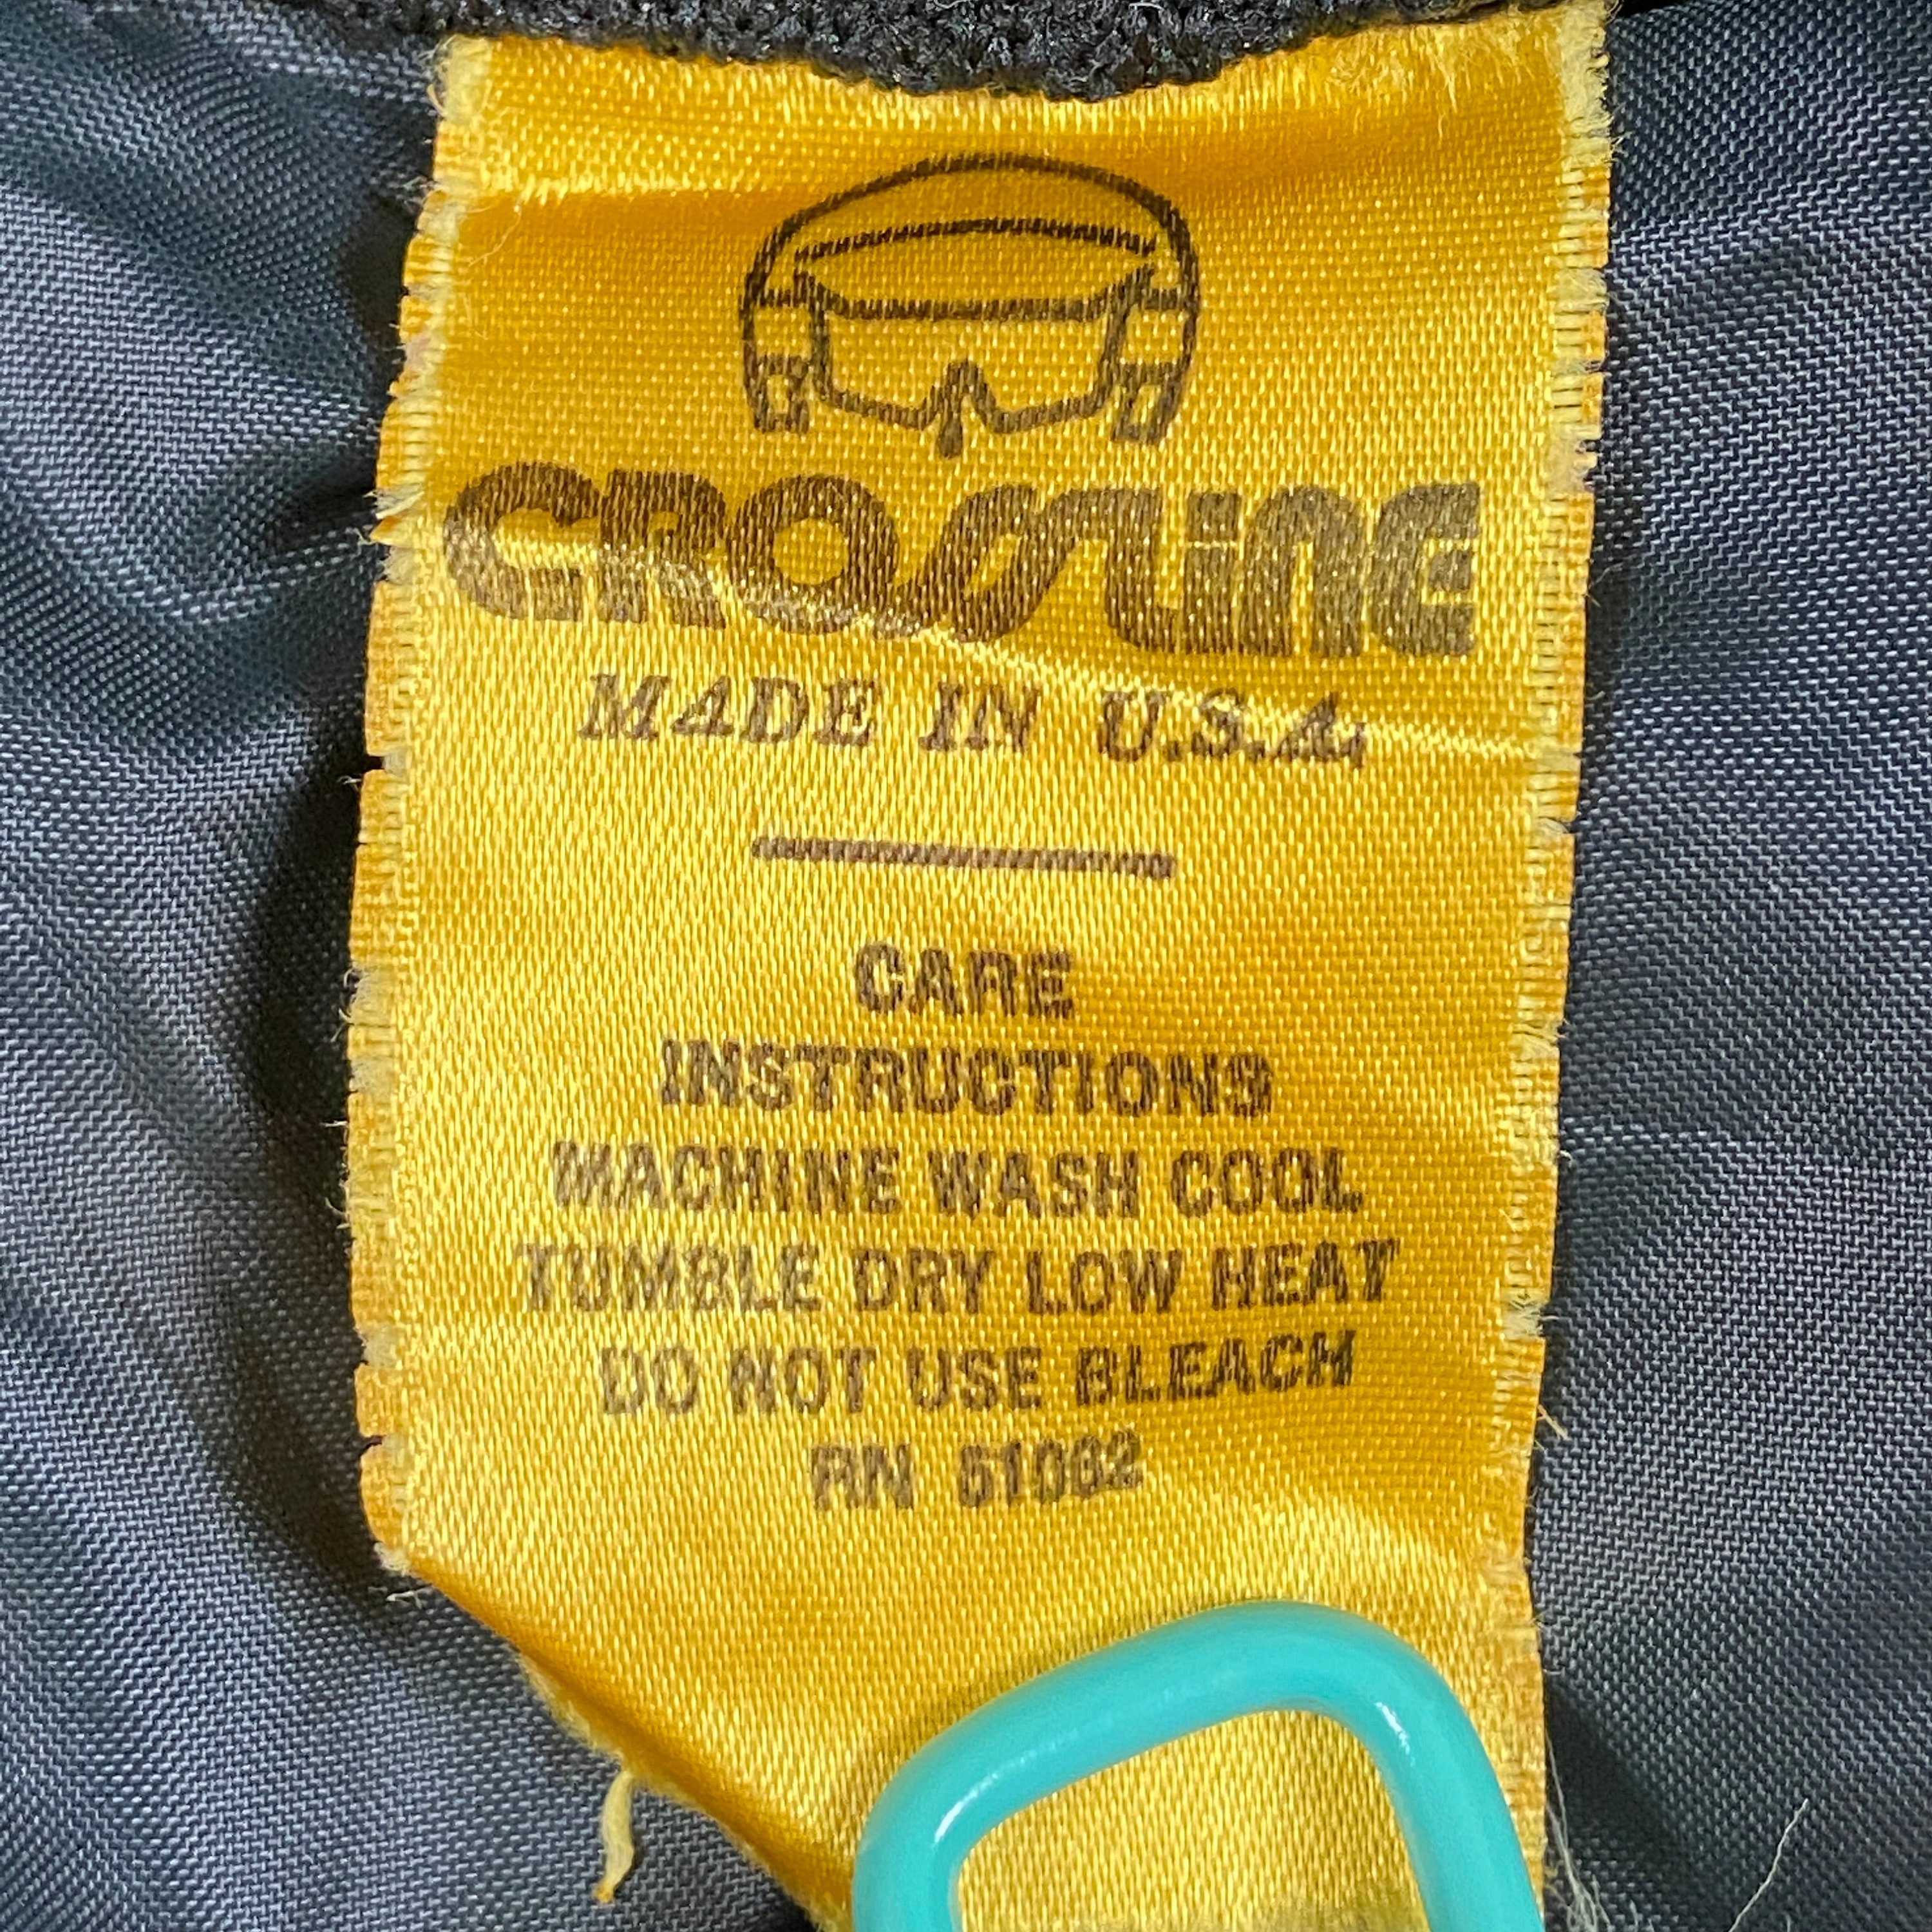 CROSSLINE
MADE IN U.S.A.
CARE
INSTRUCTIONS
MACHINE WASH COOL
TUMBLE DRY LOW HEAT
DO NOT USE BLEACH
RN 61062